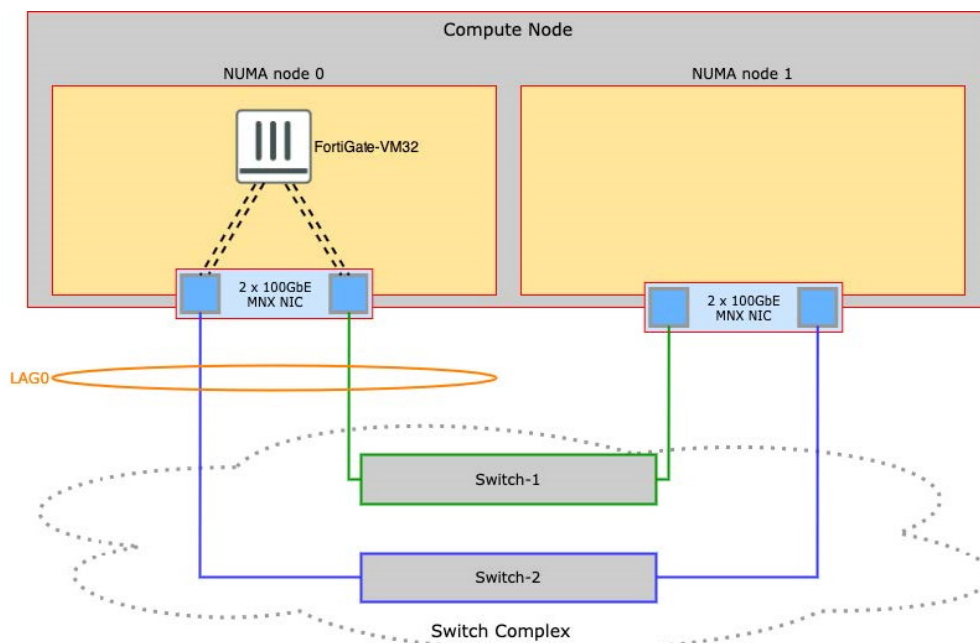 Compute Node
NUMA node 0
NUMA node 1
FortiGate-VM32
2 x 100GbE
MNX NIC
2 x 100GbE
MNX NIC
LAG0
Switch-1
Switch-2
Switch Complex